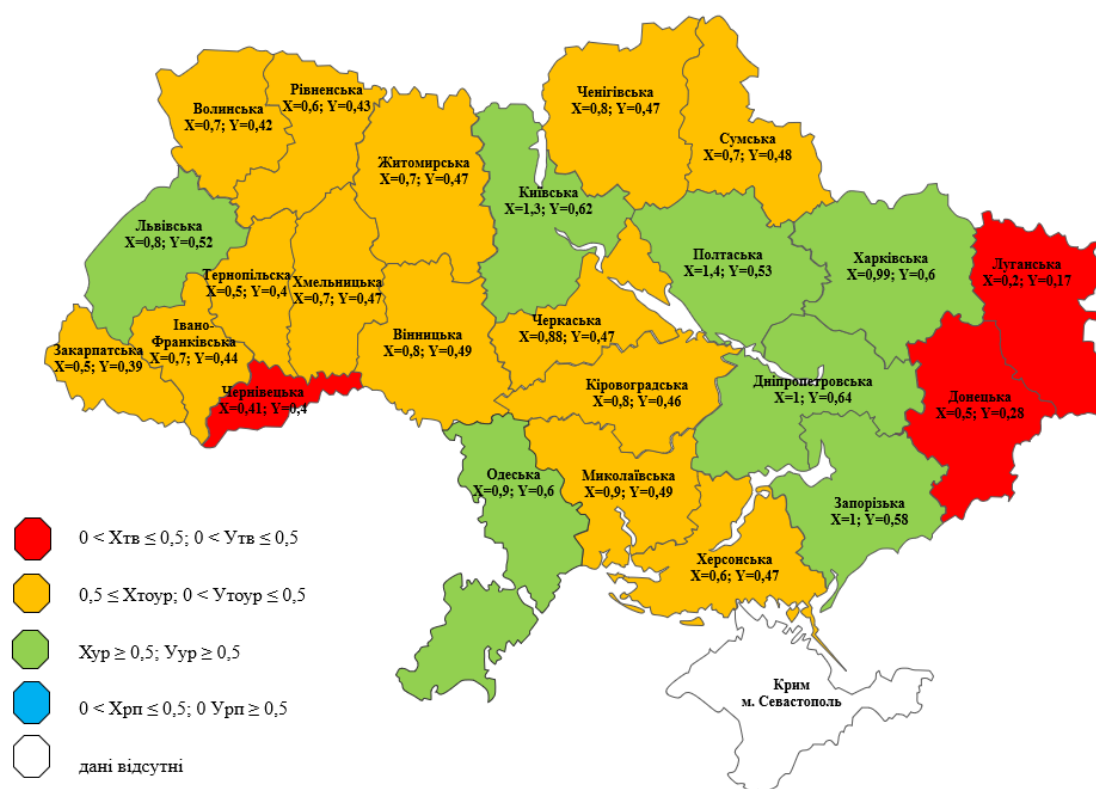 Волинська
X=0,7; Y=0,42
Рівненська
X=0,6; Y=0,43
Житомирська
X=0,7; Y=0,47
Ченігівська
X=0,8; Y=0,47
Сумська
X=0,7; Y=0,48
Київська
X=1,3; Y=0,62
Львівська
X=0,8; Y=0,52
Тернопільска
X=0,5; Y=0,4
Хмельницька
X=0,7; Y=0,47
Полтаська
X=1,4; Y=0,53
Харківська
X=0,99; Y=0,6
Луганська
X=0,2; Y=0,17
Закарпатська
X=0,5; Y=0,39
Івано-
Франківська
X=0,7; Y=0,44
Вінницька
X=0,8; Y=0,49
Черкаська
X=0,88; Y=0,47
Чернівецька
X=0,41; Y=0,4
Кіровоградська
X=0,8; Y=0,46
Дніпропетровська
X=1; Y=0,64
Донецька
X=0,5; Y=0,28
Одеська
X=0,9; Y=0,6
Миколаївська
X=0,9; Y=0,49
Запорізька
X=1; Y=0,58
Херсонська
X=0,6; Y=0,47
Крим
м. Севастополь
0 < Xтв ≤ 0,5; 0 < Утв ≤ 0,5
0,5 ≤ Хтоур; 0 < Утоур ≤ 0,5
Хур ≥ 0,5; Уур ≥ 0,5
0 < Хрп ≤ 0,5; 0 Урп ≥ 0,5
дані відсутні